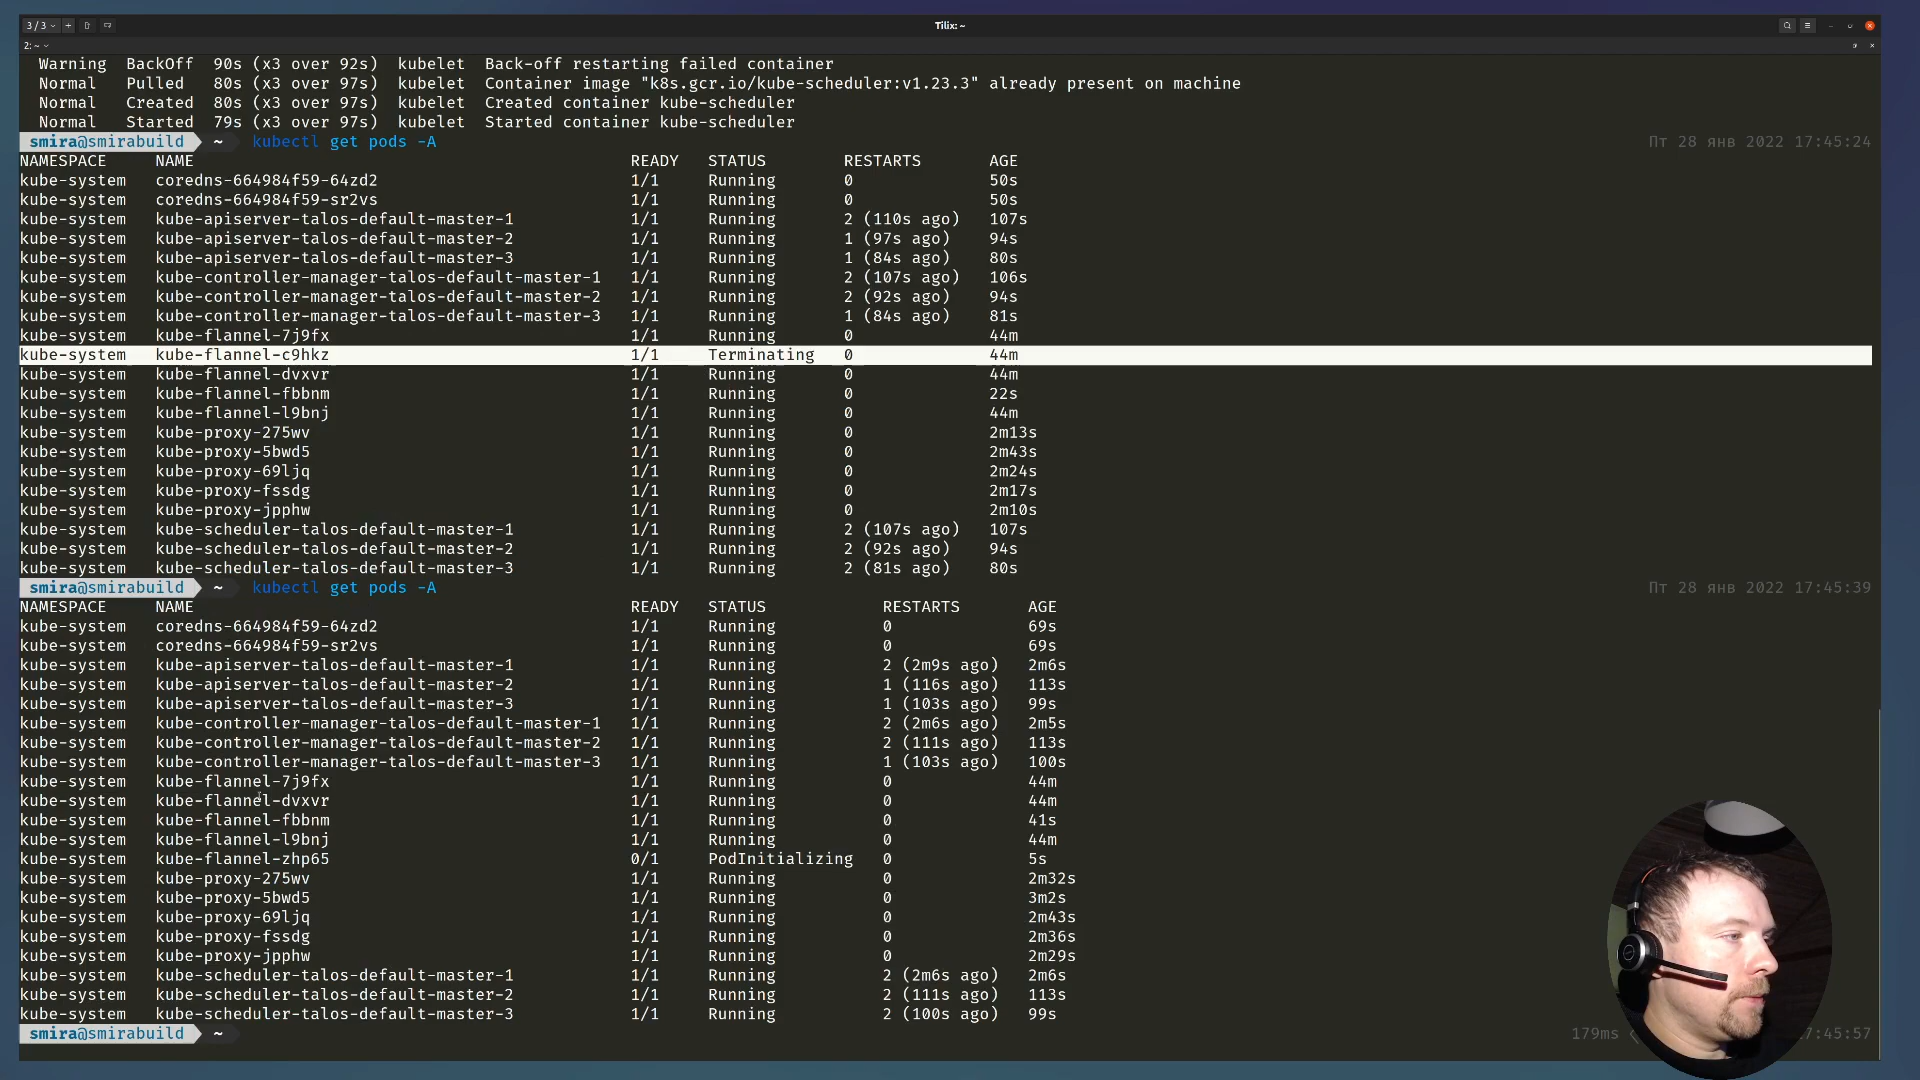 3 / 3
Tilix: ~
2: ~
Warning BackOff 90s (x3 over 92s) kubelet Back-off restarting failed container
Normal Pulled 80s (x3 over 97s) kubelet Container image "k8s.gcr.io/kube-scheduler:v1.23.3" already present on machine
Normal Created 80s (x3 over 97s) kubelet Created container kube-scheduler
Normal Started 79s (x3 over 97s) kubelet Started container kube-scheduler
smira@smirabuild ~ kubectl get pods -A Пт 28 янв 2022 17:45:24
NAMESPACE NAME READY STATUS RESTARTS AGE
kube-system coredns-664984f59-64zd2 1/1 Running 0 50s
kube-system coredns-664984f59-sr2vs 1/1 Running 0 50s
kube-system kube-apiserver-talos-default-master-1 1/1 Running 2 (110s ago) 107s
kube-system kube-apiserver-talos-default-master-2 1/1 Running 1 (97s ago) 94s
kube-system kube-apiserver-talos-default-master-3 1/1 Running 1 (84s ago) 80s
kube-system kube-controller-manager-talos-default-master-1 1/1 Running 2 (107s ago) 106s
kube-system kube-controller-manager-talos-default-master-2 1/1 Running 2 (92s ago) 94s
kube-system kube-controller-manager-talos-default-master-3 1/1 Running 1 (84s ago) 81s
kube-system kube-flannel-7j9fx 1/1 Running 0 44m
kube-system kube-flannel-c9hkz 1/1 Terminating 0 44m
kube-system kube-flannel-dvxvr 1/1 Running 0 44m
kube-system kube-flannel-fbbnm 1/1 Running 0 22s
kube-system kube-flannel-l9bnj 1/1 Running 0 44m
kube-system kube-proxy-275wv 1/1 Running 0 2m13s
kube-system kube-proxy-5bwd5 1/1 Running 0 2m43s
kube-system kube-proxy-69ljq 1/1 Running 0 2m24s
kube-system kube-proxy-fssdg 1/1 Running 0 2m17s
kube-system kube-proxy-jpphw 1/1 Running 0 2m10s
kube-system kube-scheduler-talos-default-master-1 1/1 Running 2 (107s ago) 107s
kube-system kube-scheduler-talos-default-master-2 1/1 Running 2 (92s ago) 94s
kube-system kube-scheduler-talos-default-master-3 1/1 Running 2 (81s ago) 80s
smira@smirabuild ~ kubectl get pods -A Пт 28 янв 2022 17:45:39
NAMESPACE NAME READY STATUS RESTARTS AGE
kube-system coredns-664984f59-64zd2 1/1 Running 0 69s
kube-system coredns-664984f59-sr2vs 1/1 Running 0 69s
kube-system kube-apiserver-talos-default-master-1 1/1 Running 2 (2m9s ago) 2m6s
kube-system kube-apiserver-talos-default-master-2 1/1 Running 1 (116s ago) 113s
kube-system kube-apiserver-talos-default-master-3 1/1 Running 1 (103s ago) 99s
kube-system kube-controller-manager-talos-default-master-1 1/1 Running 2 (2m6s ago) 2m5s
kube-system kube-controller-manager-talos-default-master-2 1/1 Running 2 (111s ago) 113s
kube-system kube-controller-manager-talos-default-master-3 1/1 Running 1 (103s ago) 100s
kube-system kube-flannel-7j9fx 1/1 Running 0 44m
kube-system kube-flannel-dvxvr 1/1 Running 0 44m
kube-system kube-flannel-fbbnm 1/1 Running 0 41s
kube-system kube-flannel-l9bnj 1/1 Running 0 44m
kube-system kube-flannel-zhp65 0/1 PodInitializing 0 5s
kube-system kube-proxy-275wv 1/1 Running 0 2m32s
kube-system kube-proxy-5bwd5 1/1 Running 0 3m2s
kube-system kube-proxy-69ljq 1/1 Running 0 2m43s
kube-system kube-proxy-fssdg 1/1 Running 0 2m36s
kube-system kube-proxy-jpphw 1/1 Running 0 2m29s
kube-system kube-scheduler-talos-default-master-1 1/1 Running 2 (2m6s ago) 2m6s
kube-system kube-scheduler-talos-default-master-2 1/1 Running 2 (111s ago) 113s
kube-system kube-scheduler-talos-default-master-3 1/1 Running 2 (100s ago) 99s
smira@smirabuild ~ 179ms 7:45:57